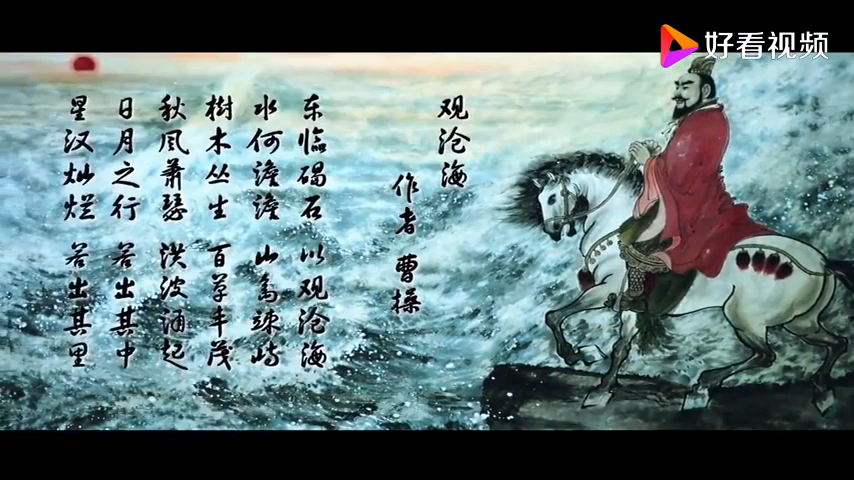 好看视频
观沧海
作者 曹操
东临碣石 以观沧海
水何澹澹 山岛竦峙
樹木丛生 百草丰茂
秋风萧瑟 洪波涌起
日月之行 若出其中
星汉灿烂 若出其里